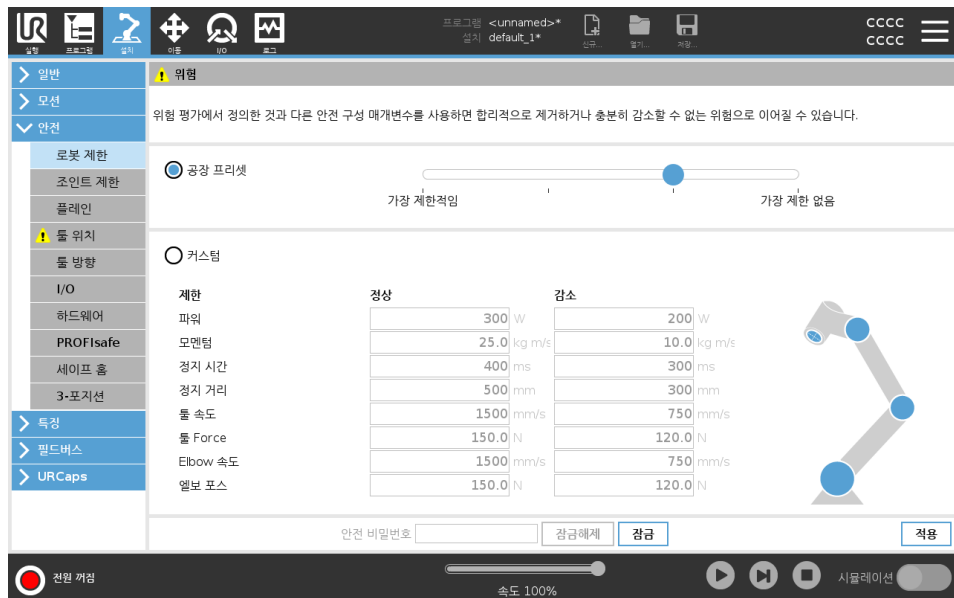 프로그램 <unnamed>*
설치 default_1*
실행 프로그램 설치 이동 I/O 로그
신규... 열기... 저장...
CCCC
CCCC
일반
모션
안전
로봇 제한
조인트 제한
플레인
툴 위치
툴 방향
I/O
하드웨어
PROFIsafe
세이프 홈
3-포지션
특징
필드버스
URCaps
위험
위험 평가에서 정의한 것과 다른 안전 구성 매개변수를 사용하면 합리적으로 제거하거나 충분히 감소할 수 없는 위험으로 이어질 수 있습니다.
공장 프리셋
가장 제한적임 가장 제한 없음
커스텀
제한 정상 감소
파워 300 W 200 W
모멘텀 25.0 kg m/s 10.0 kg m/s
정지 시간 400 ms 300 ms
정지 거리 500 mm 300 mm
툴 속도 1500 mm/s 750 mm/s
툴 Force 150.0 N 120.0 N
Elbow 속도 1500 mm/s 750 mm/s
엘보 포스 150.0 N 120.0 N
안전 비밀번호 잠금해제 잠금 적용
전원 꺼짐
속도 100%
시뮬레이션